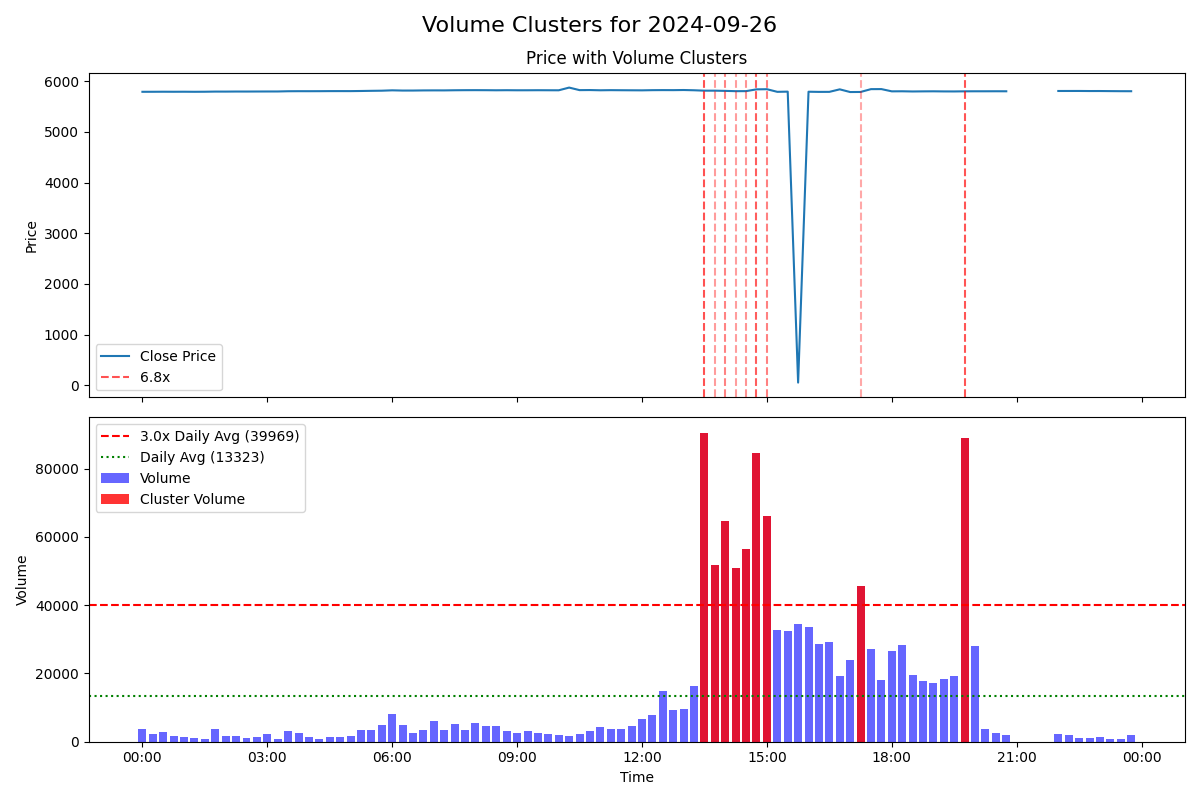 Volume Clusters for 2024-09-26
Price with Volume Clusters
6000
5000
4000
3000
2000
1000
0
Price
Close Price
6.8x
80000
60000
40000
20000
0
Volume
3.0x Daily Avg (39969)
Daily Avg (13323)
Volume
Cluster Volume
00:00 03:00 06:00 09:00 12:00 15:00 18:00 21:00 00:00
Time